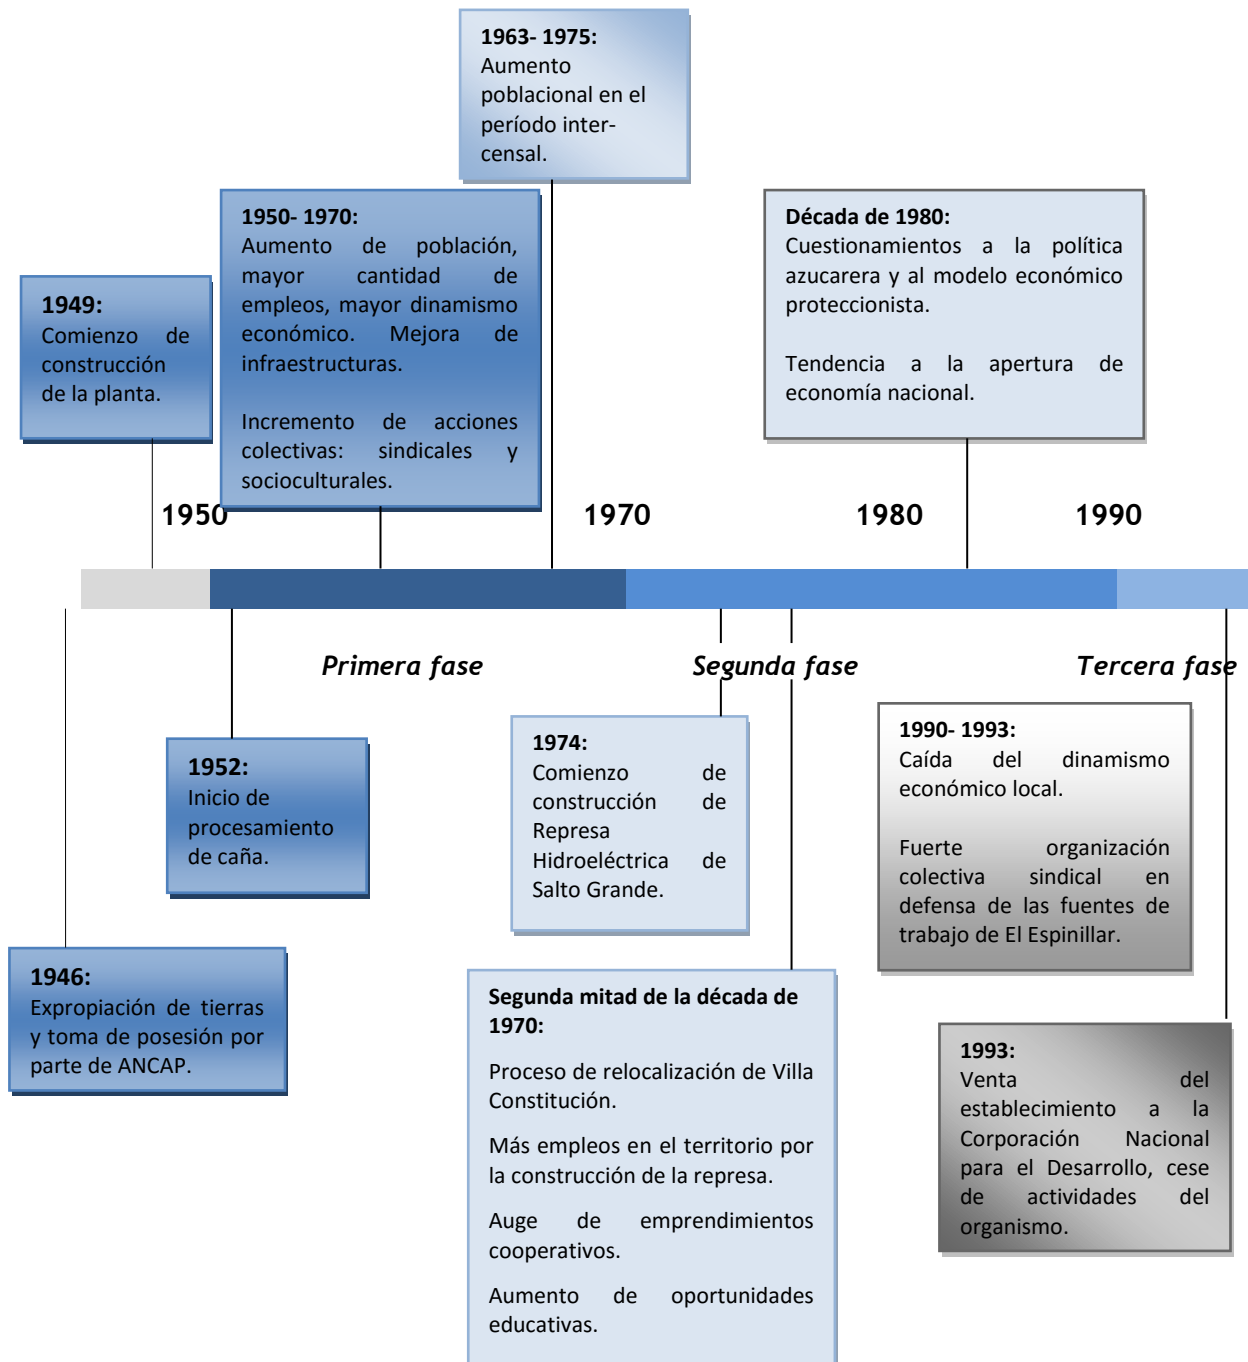 1963- 1975:
Aumento
poblacional en el
período inter-
censal.
1950- 1970:
Aumento de población,
mayor cantidad de
empleos, mayor dinamismo
económico. Mejora de
infraestructuras.
Incremento de acciones
colectivas: sindicales y
socioculturales.
Década de 1980:
Cuestionamientos a la política
azucarera y al modelo económico
proteccionista.
Tendencia a la apertura de
economía nacional.
1949:
Comienzo de
construcción
de la planta.
1950
1970
1980
1990
Primera fase
Segunda fase
Tercera fase
1952:
Inicio de
procesamiento
de caña.
1974:
Comienzo de
construcción de
Represa
Hidroeléctrica de
Salto Grande.
1990- 1993:
Caída del dinamismo
económico local.
Fuerte organización
colectiva sindical en
defensa de las fuentes de
trabajo de El Espinillar.
1946:
Expropiación de tierras
y toma de posesión por
parte de ANCAP.
Segunda mitad de la década de
1970:
Proceso de relocalización de Villa
Constitución.
Más empleos en el territorio por
la construcción de la represa.
Auge de emprendimientos
cooperativos.
Aumento de oportunidades
educativas.
1993:
Venta del
establecimiento a la
Corporación Nacional
para el Desarrollo, cese
de actividades del
organismo.